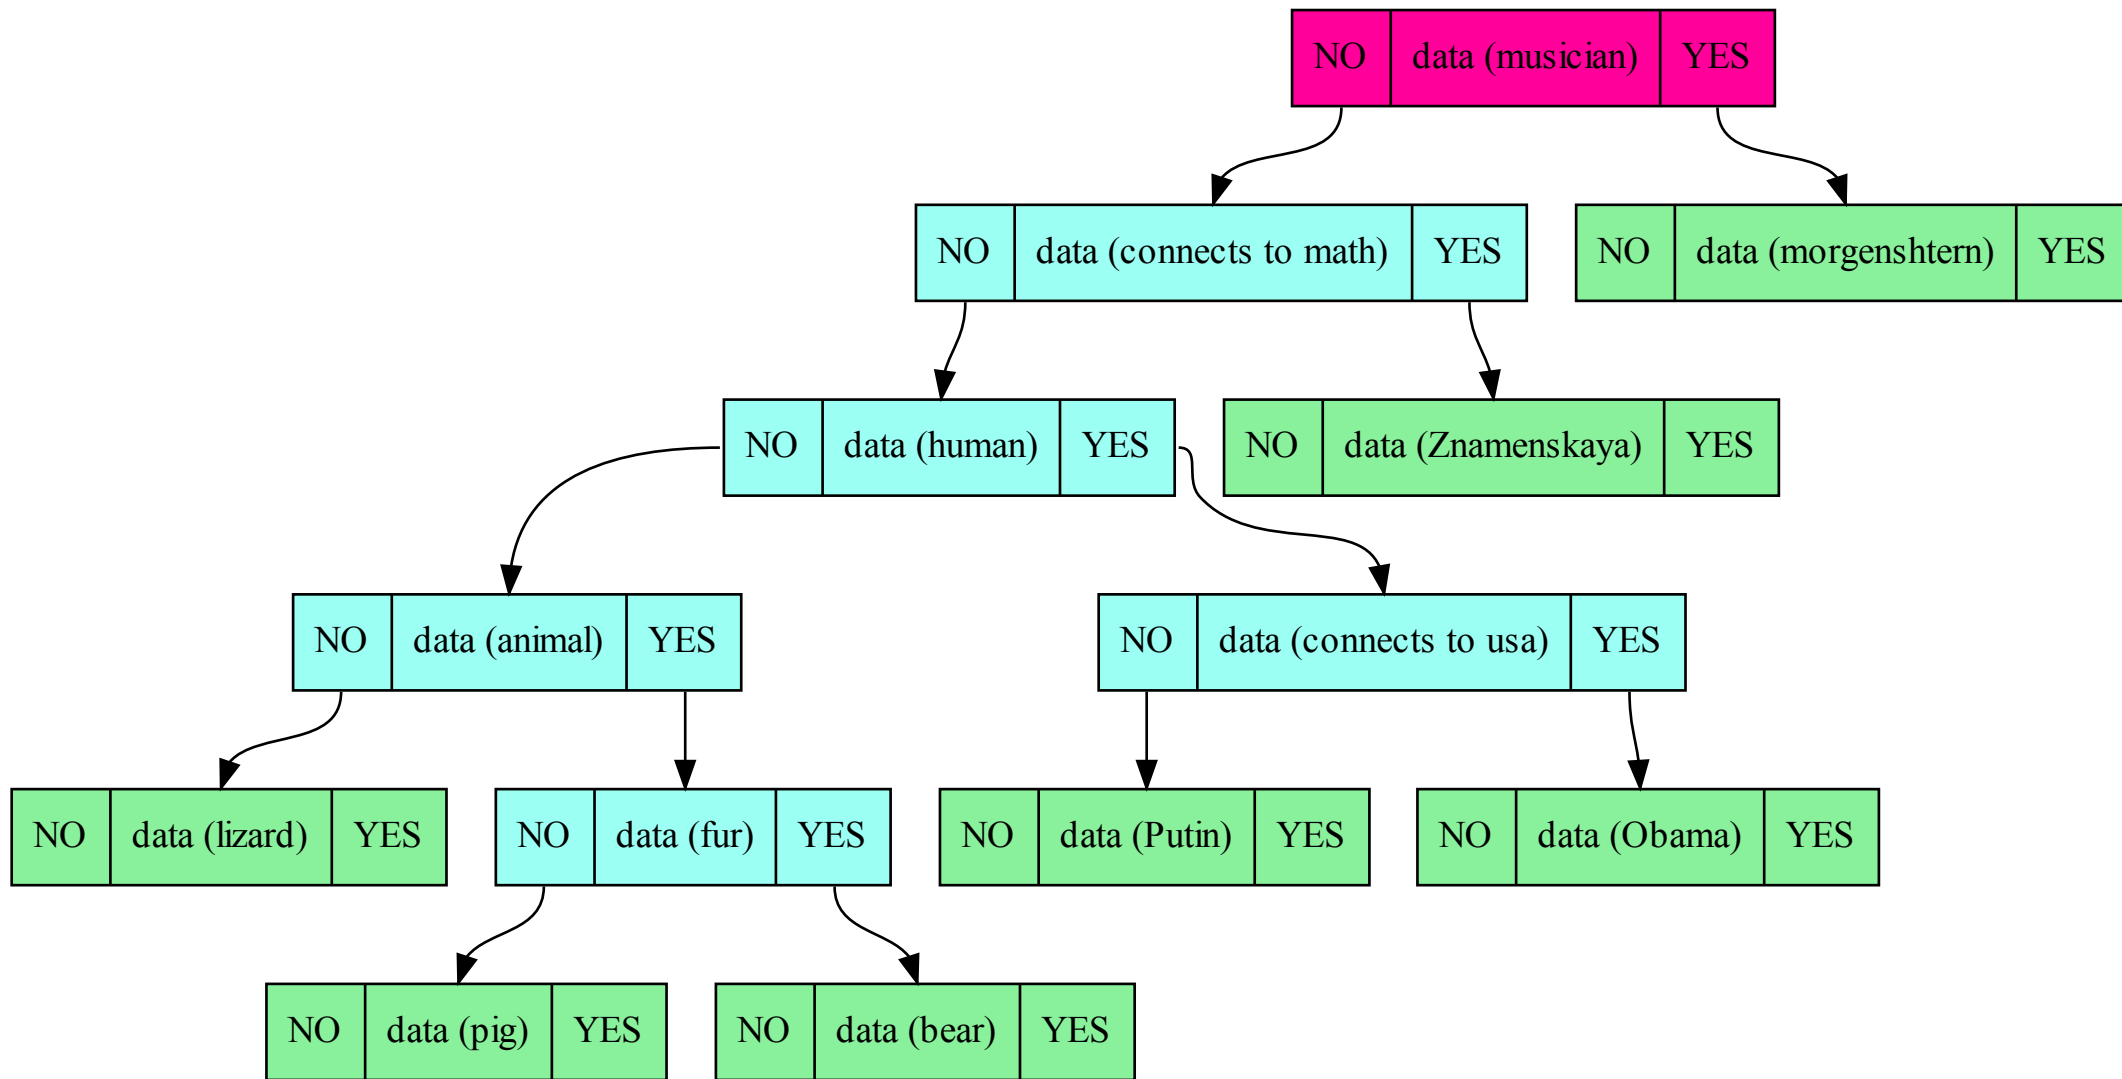 NO data (musician) YES
NO data (connects to math) YES
NO data (morgenshtern) YES
NO data (human) YES
NO data (Znamenskaya) YES
NO data (animal) YES
NO data (connects to usa) YES
NO data (lizard) YES
NO data (fur) YES
NO data (Putin) YES
NO data (Obama) YES
NO data (pig) YES
NO data (bear) YES